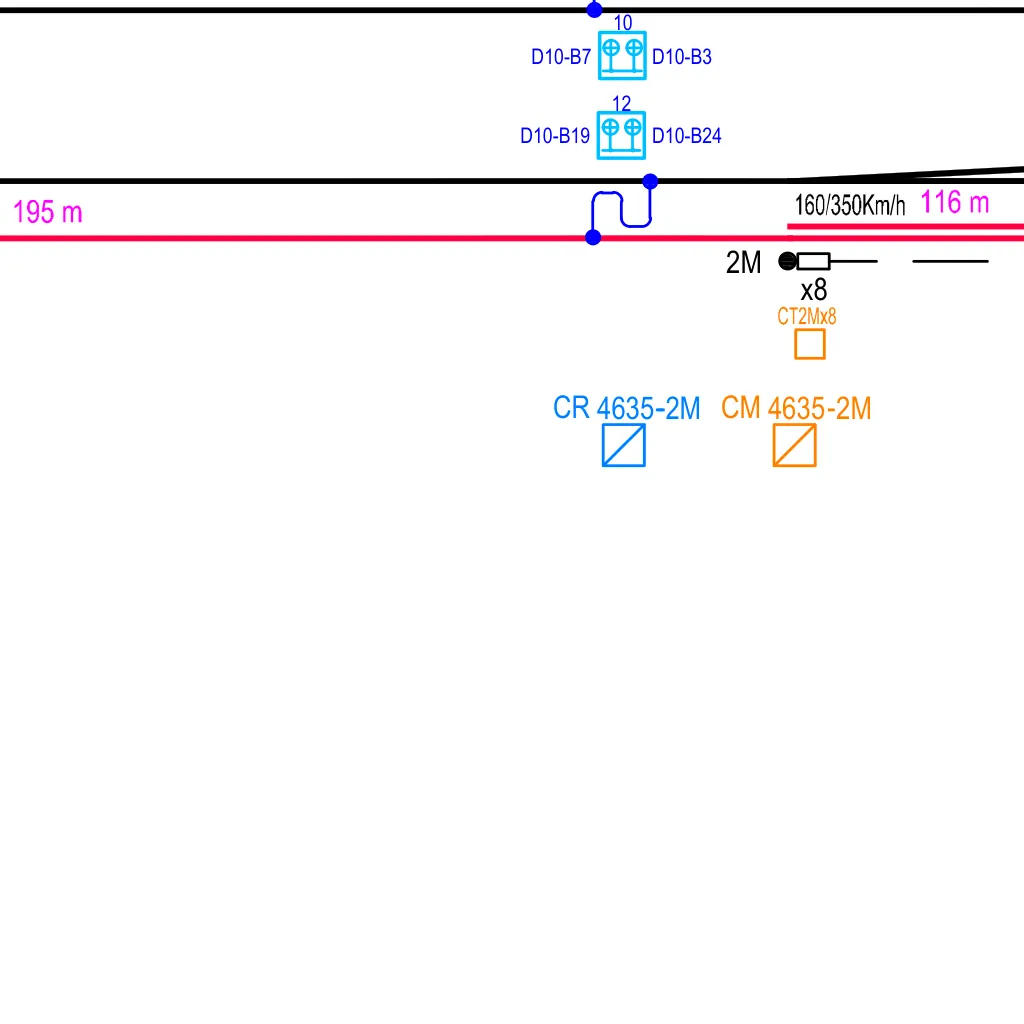 10
D10-B7
D10-B3
12
D10-B19
D10-B24
195 m
160/350Km/h
116 m
2M
x8
CT2Mx8
CR 4635-2M
CM 4635-2M